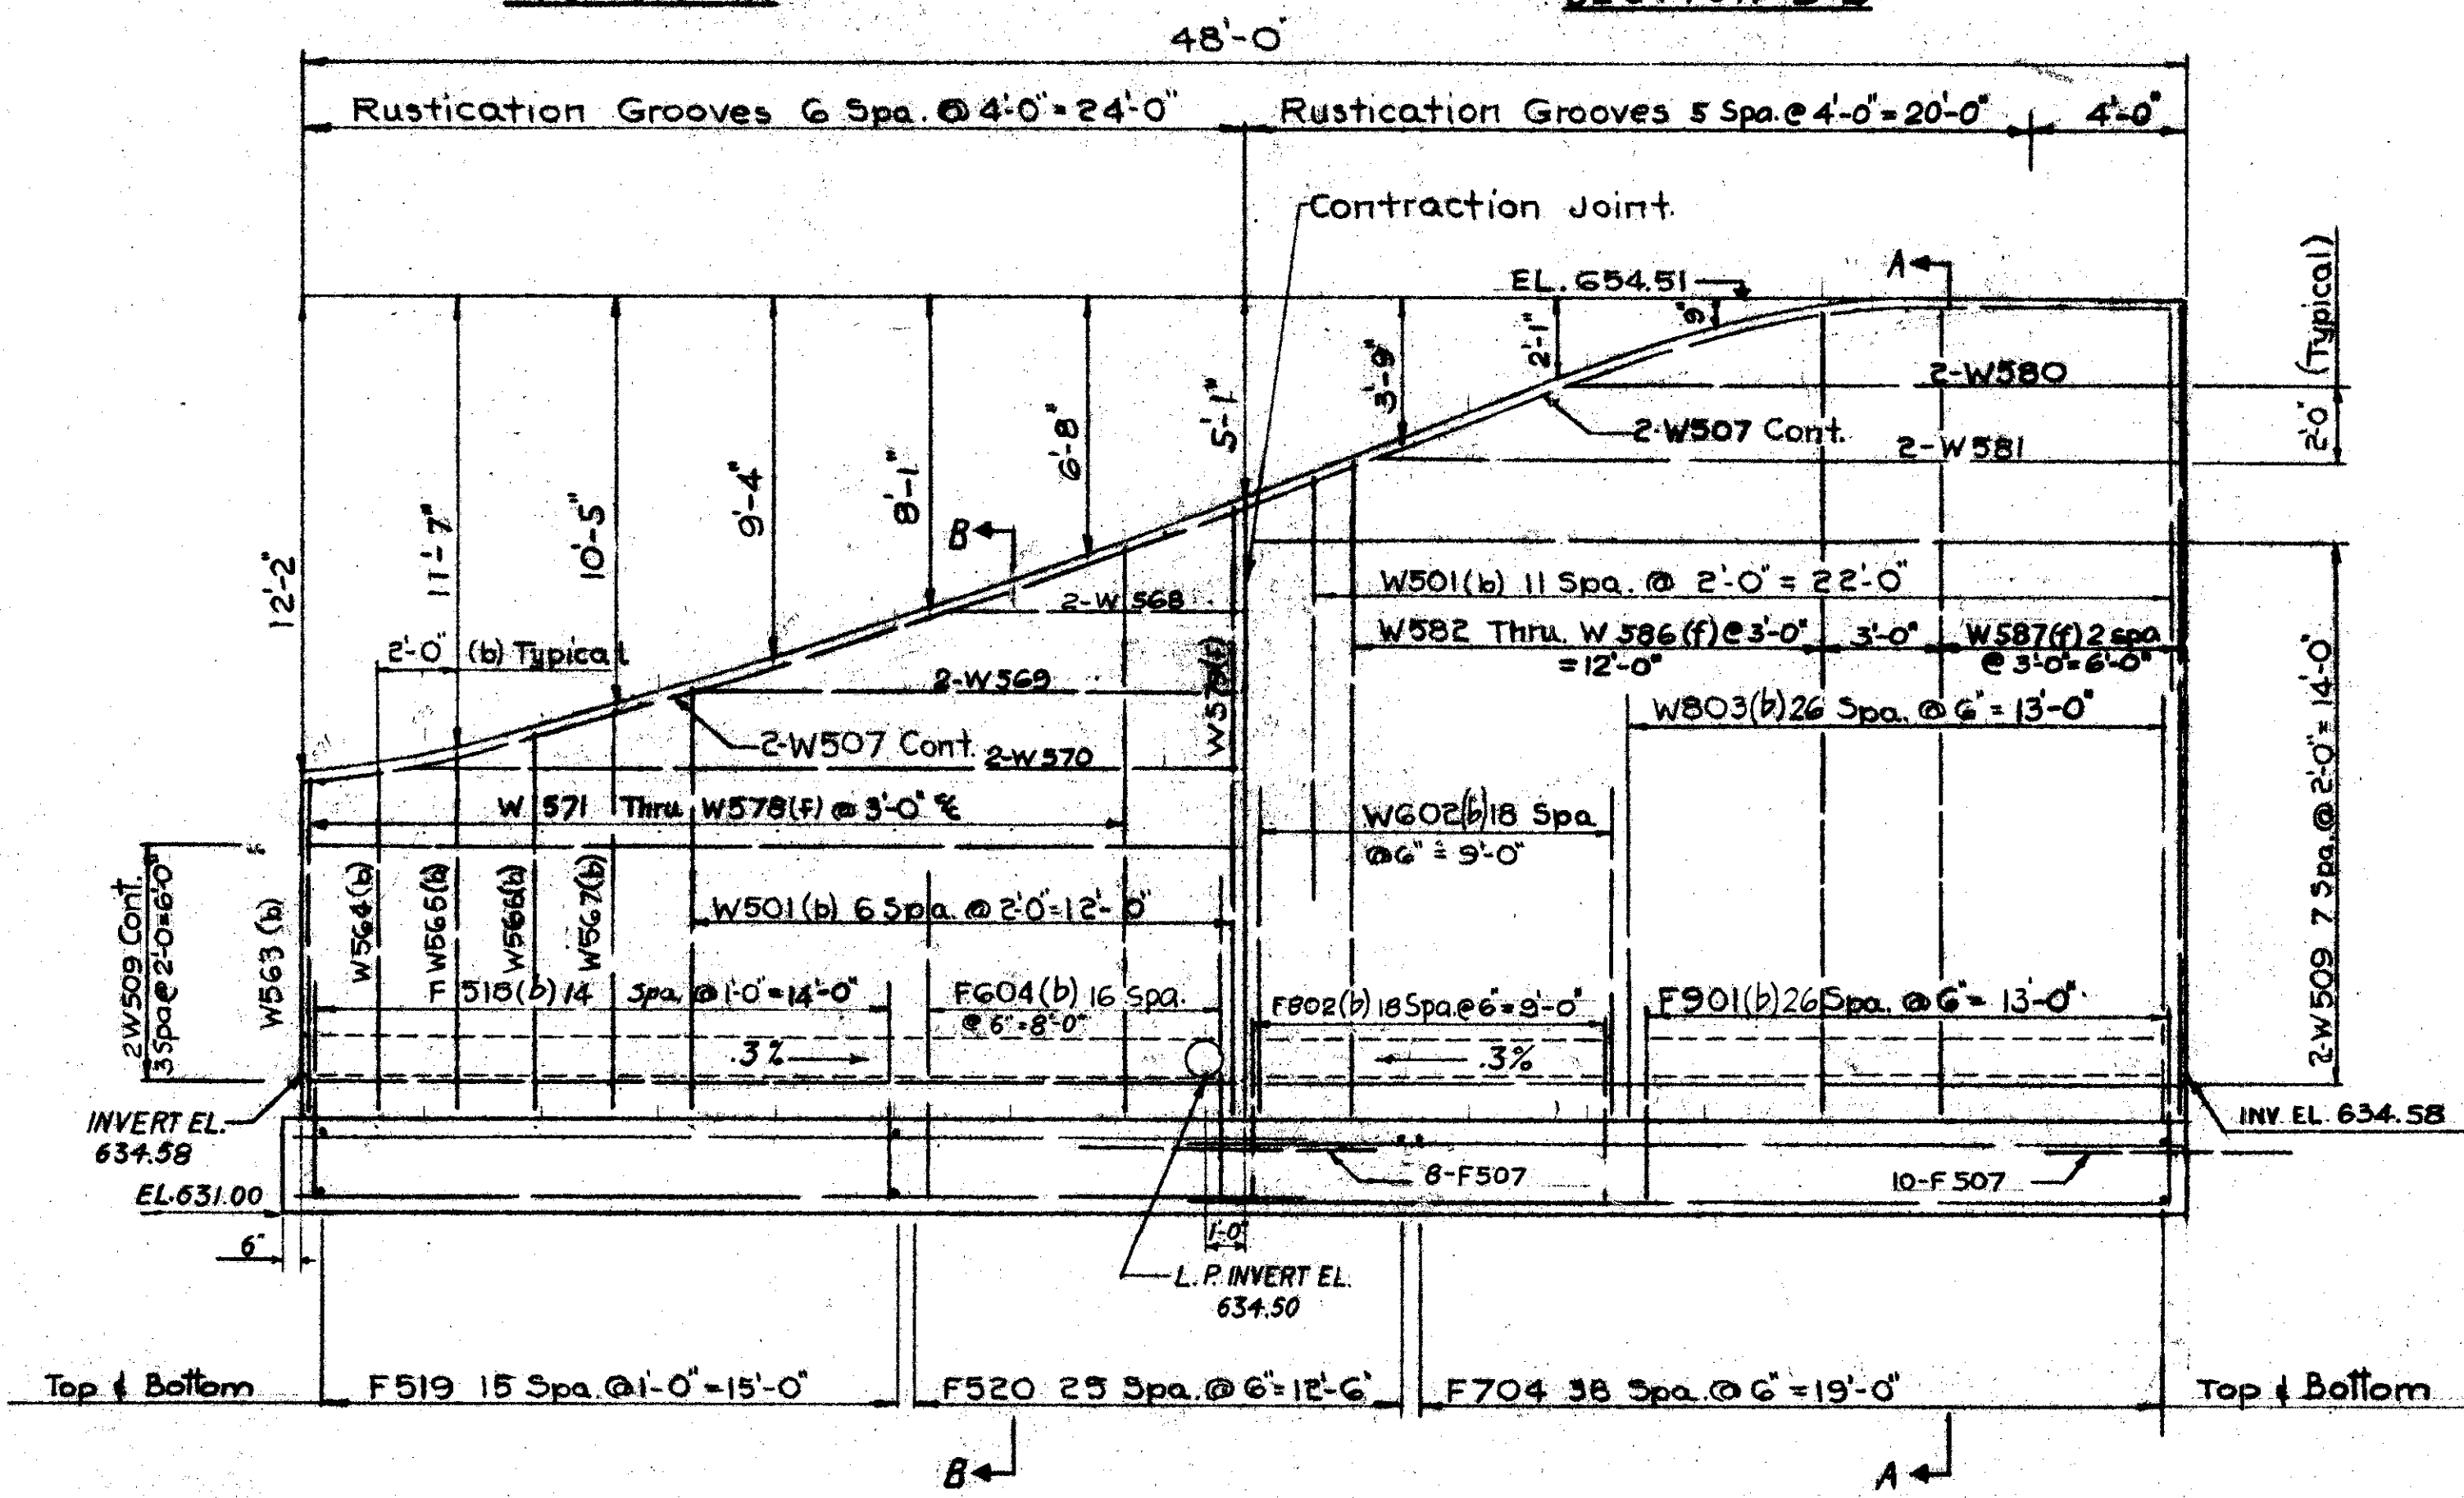 48'-0"
Rustication Grooves 6 Spa. @ 4'-0" = 24'-0"
Rustication Grooves 5 Spa. @ 4'-0" = 20'-0"
4'-0"
Contraction Joint.
EL. 654.51
A
12'-2"
11'-7"
10'-5"
9'-4"
8'-1"
6'-8"
5'-1"
3'-9"
2'-1"
9"
2'-0" (Typical)
2-W580
2-W507 Cont.
2-W581
B
W501(b) 11 Spa. @ 2'-0" = 22'-0"
2-W568
W582 Thru. W586(f) @ 3'-0"
= 12'-0"
3'-0"
W587(f) 2 spa
@ 3'-0" = 6'-0"
2'-0" (b) Typical
2-W569
W579(f)
W803(b) 26 Spa. @ 6" = 13'-0"
2-W507 Cont.
2-W570
W571 Thru W578(f) @ 3'-0" ¢
W602(b) 18 Spa
@ 6" = 9'-0"
2-W509 7 Spa. @ 2'-0" = 14'-0"
2W509 Cont.
3 Spa @ 2'-0 = 6'-0"
W563 (b)
W564(b)
F W565(b)
W566(b)
W567(b)
W501(b) 6 Spa. @ 2'-0" = 12'-0"
F 518(b) 14 Spa. @ 1'-0" = 14'-0"
F604(b) 16 Spa.
@ 6" = 8'-0"
F802(b) 18 Spa. @ 6" = 9'-0"
F901(b) 26 Spa. @ 6" = 13'-0"
.3%
.3%
INVERT EL.
634.58
INV. EL. 634.58
EL. 631.00
8-F507
10-F507
6"
1'-0"
L.P. INVERT EL.
634.50
Top & Bottom
F519 15 Spa. @ 1'-0" = 15'-0"
F520 25 Spa. @ 6" = 12'-6"
F704 38 Spa. @ 6" = 19'-0"
Top & Bottom
B
A